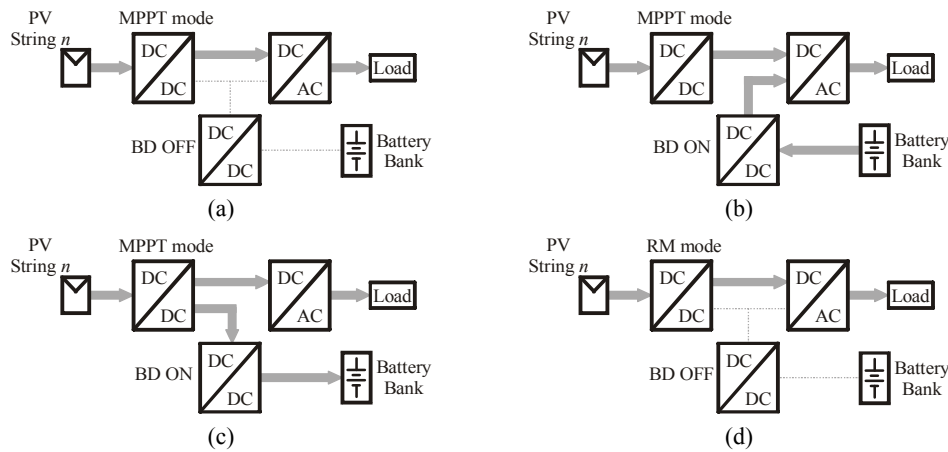 PV
String n
MPPT mode
DC
DC
DC
AC
Load
BD OFF
DC
DC
Battery
Bank
(a)
PV
String n
MPPT mode
DC
DC
DC
AC
Load
BD ON
DC
DC
Battery
Bank
(b)
PV
String n
MPPT mode
DC
DC
DC
AC
Load
BD ON
DC
DC
Battery
Bank
(c)
PV
String n
RM mode
DC
DC
DC
AC
Load
BD OFF
DC
DC
Battery
Bank
(d)